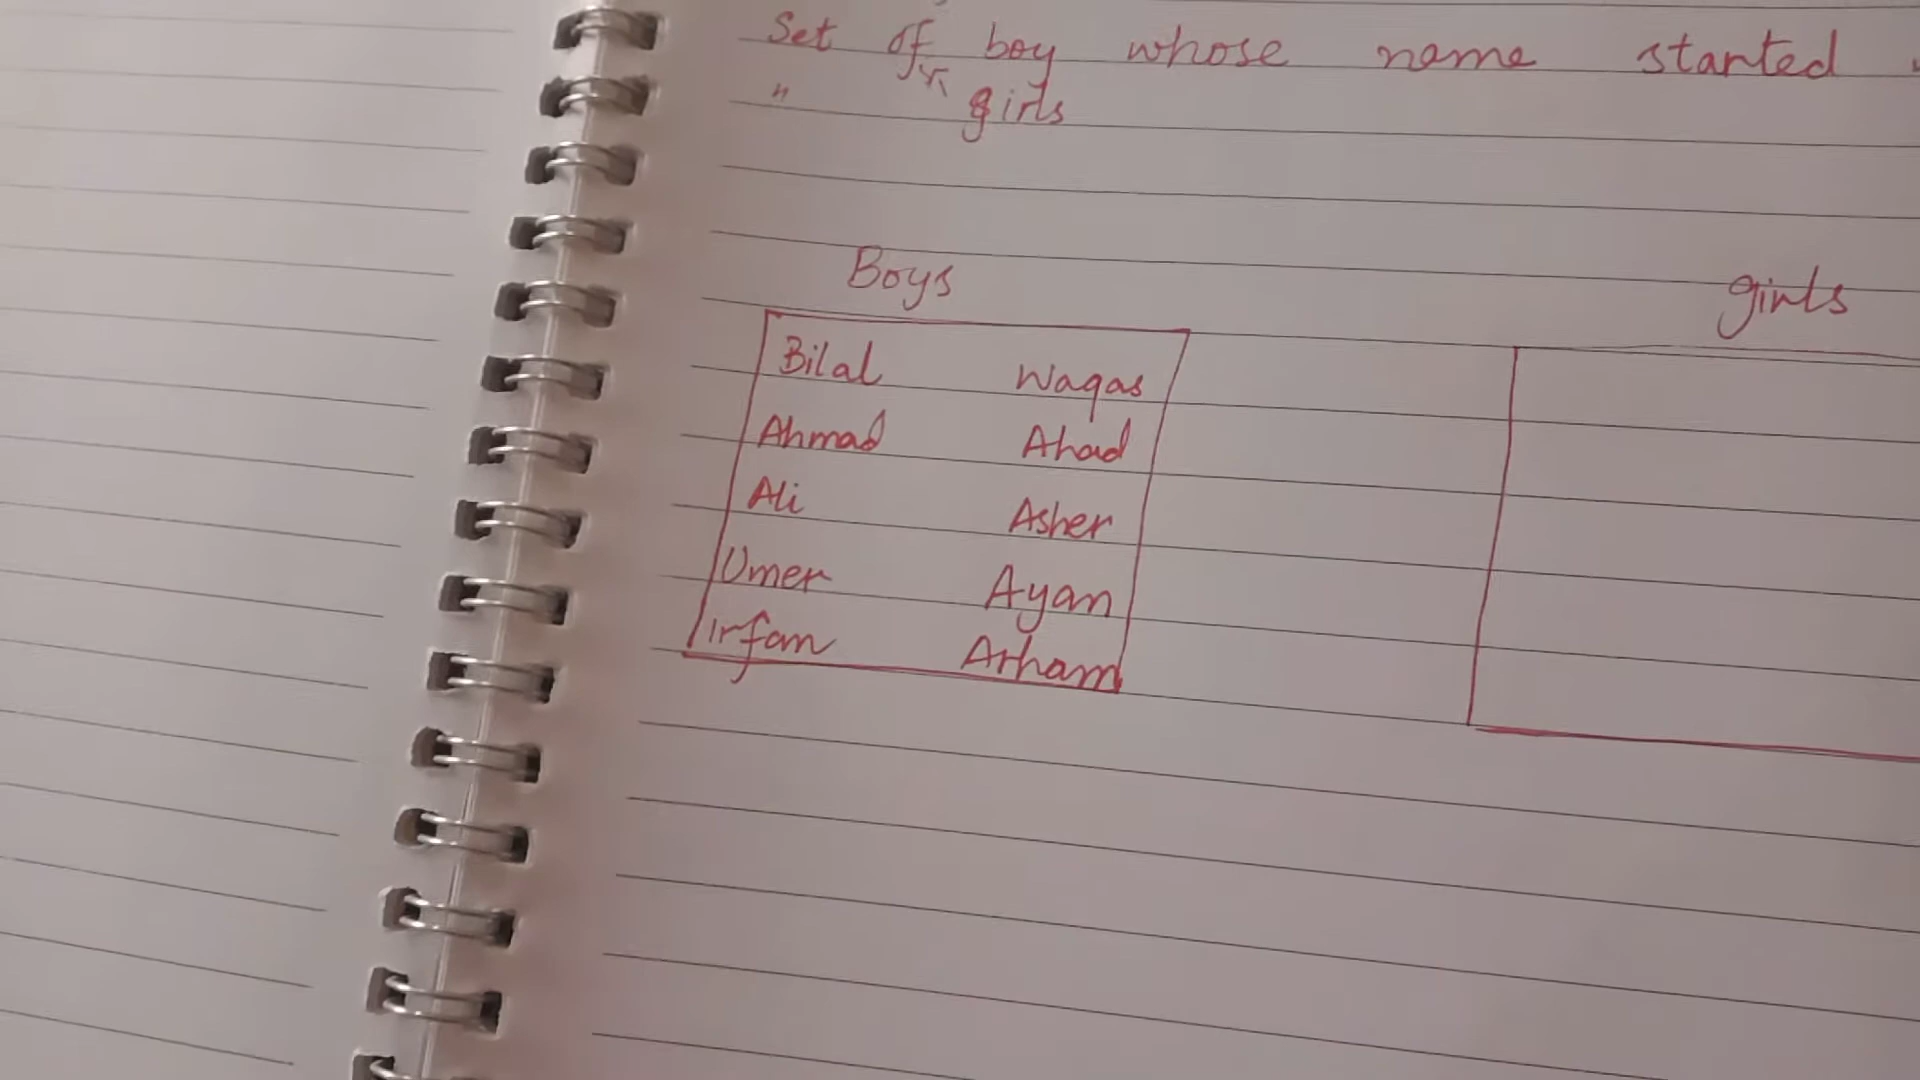 Set of boy whose name started
" girls
Boys
girls
Bilal Waqas
Ahmad Ahad
Ali Asher
Umer Ayan
Irfan Arham